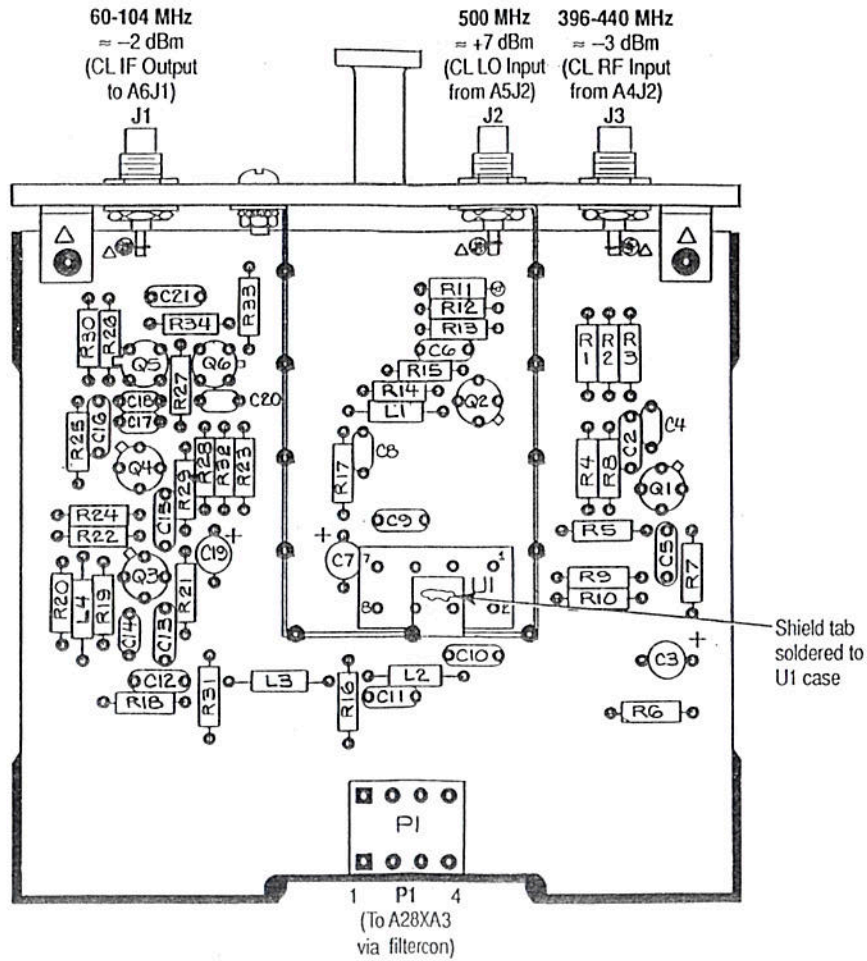 60-104 MHz
≈ −2 dBm
(CL IF Output
to A6J1)
J1
500 MHz
≈ +7 dBm
(CL LO Input
from A5J2)
J2
396-440 MHz
≈ −3 dBm
(CL RF Input
from A4J2)
J3
C21
R33
R34
R30
R26
Q5
R27
Q6
C18
C17
C20
R25
C16
Q4
R29
R28
R32
R23
C15
R24
R22
+
C19
Q3
R21
R20
L4
R19
C14
C13
C12
R18
R31
L3
R16
L2
C11
C10
R11
R12
R13
C6
R15
R14
L1
Q2
R17
C8
C9
+
C7
7
1
8
2
U1
R1
R2
R3
R4
R8
C2
C4
Q1
R5
C5
R7
R9
R10
+
C3
R6
Shield tab
soldered to
U1 case
P1
1 P1 4
(To A28XA3
via filtercon)